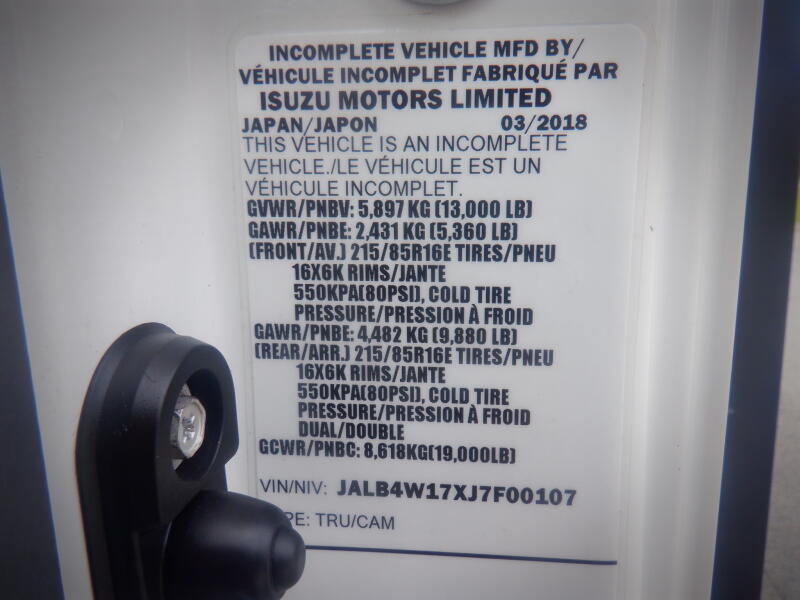 INCOMPLETE VEHICLE MFD BY/
VÉHICULE INCOMPLET FABRIQUÉ PAR
ISUZU MOTORS LIMITED
JAPAN/JAPON 03/2018
THIS VEHICLE IS AN INCOMPLETE
VEHICLE./LE VÉHICULE EST UN
VÉHICULE INCOMPLET.
GVWR/PNBV: 5,897 KG (13,000 LB)
GAWR/PNBE: 2,431 KG (5,360 LB)
(FRONT/AV.) 215/85R16E TIRES/PNEU
16X6K RIMS/JANTE
550KPA(80PSI), COLD TIRE
PRESSURE/PRESSION À FROID
GAWR/PNBE: 4,482 KG (9,880 LB)
(REAR/ARR.) 215/85R16E TIRES/PNEU
16X6K RIMS/JANTE
550KPA(80PSI), COLD TIRE
PRESSURE/PRESSION À FROID
DUAL/DOUBLE
GCWR/PNBC: 8,618KG(19,000LB)
VIN/NIV: JALB4W17XJ7F00107
PE: TRU/CAM